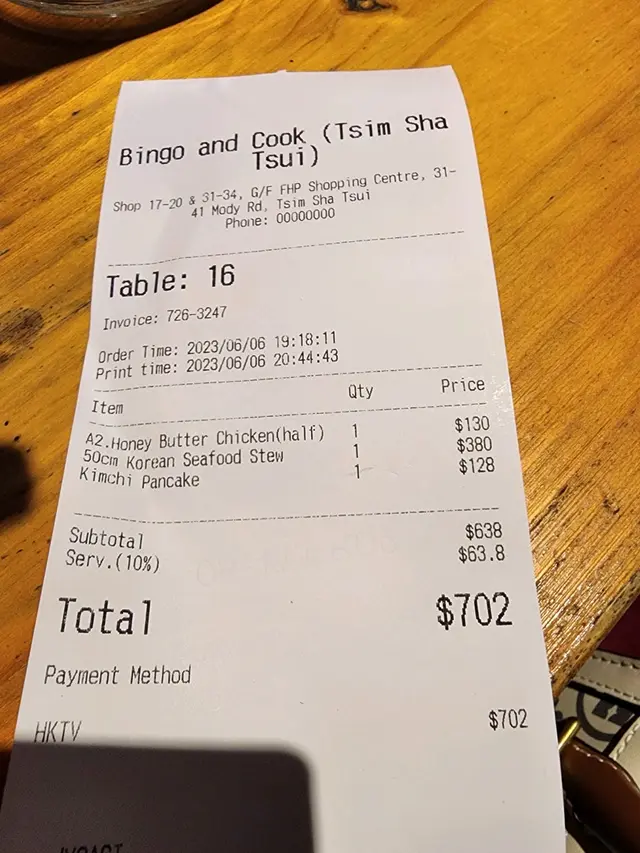 Bingo and Cook (Tsim Sha
Tsui)
Shop 17-20 & 31-34, G/F FHP Shopping Centre, 31-
41 Mody Rd, Tsim Sha Tsui
Phone: 00000000
Table: 16
Invoice: 726-3247
Order Time: 2023/06/06 19:18:11
Print time: 2023/06/06 20:44:43
Item Qty Price
A2.Honey Butter Chicken(half) 1 $130
50cm Korean Seafood Stew 1 $380
Kimchi Pancake 1 $128
Subtotal $638
Serv.(10%) $63.8
Total $702
Payment Method
HKTV $702